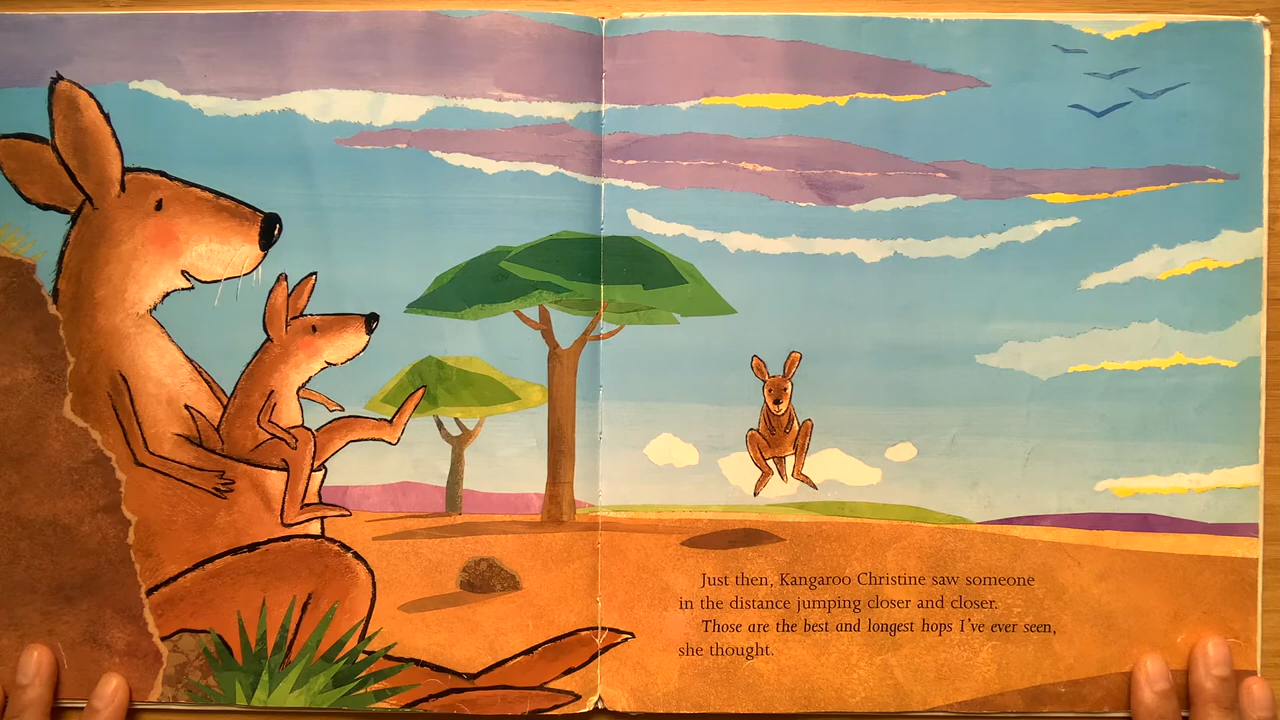 Just then, Kangaroo Christine saw someone
in the distance jumping closer and closer.
Those are the best and longest hops I've ever seen,
she thought.